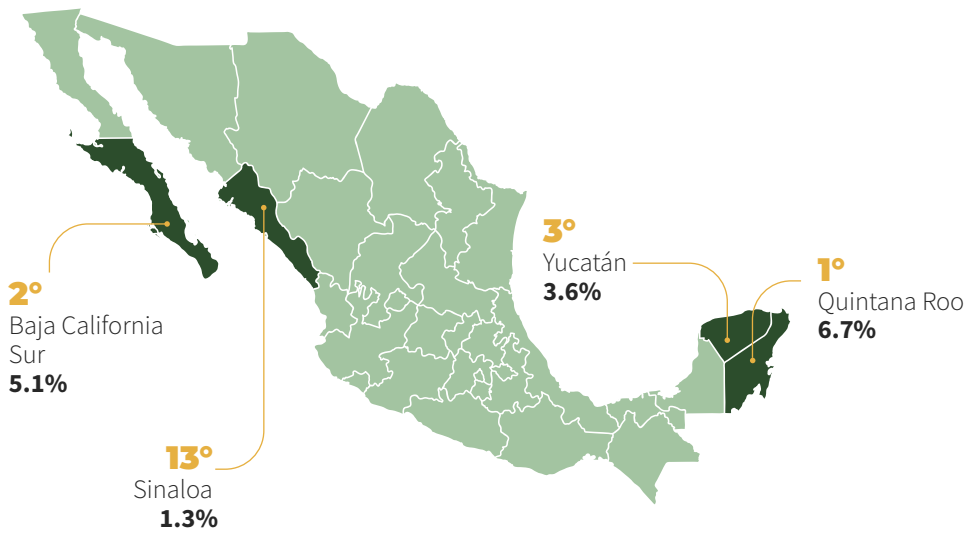 2°
Baja California
Sur
5.1%
13°
Sinaloa
1.3%
3°
Yucatán
3.6%
1°
Quintana Roo
6.7%